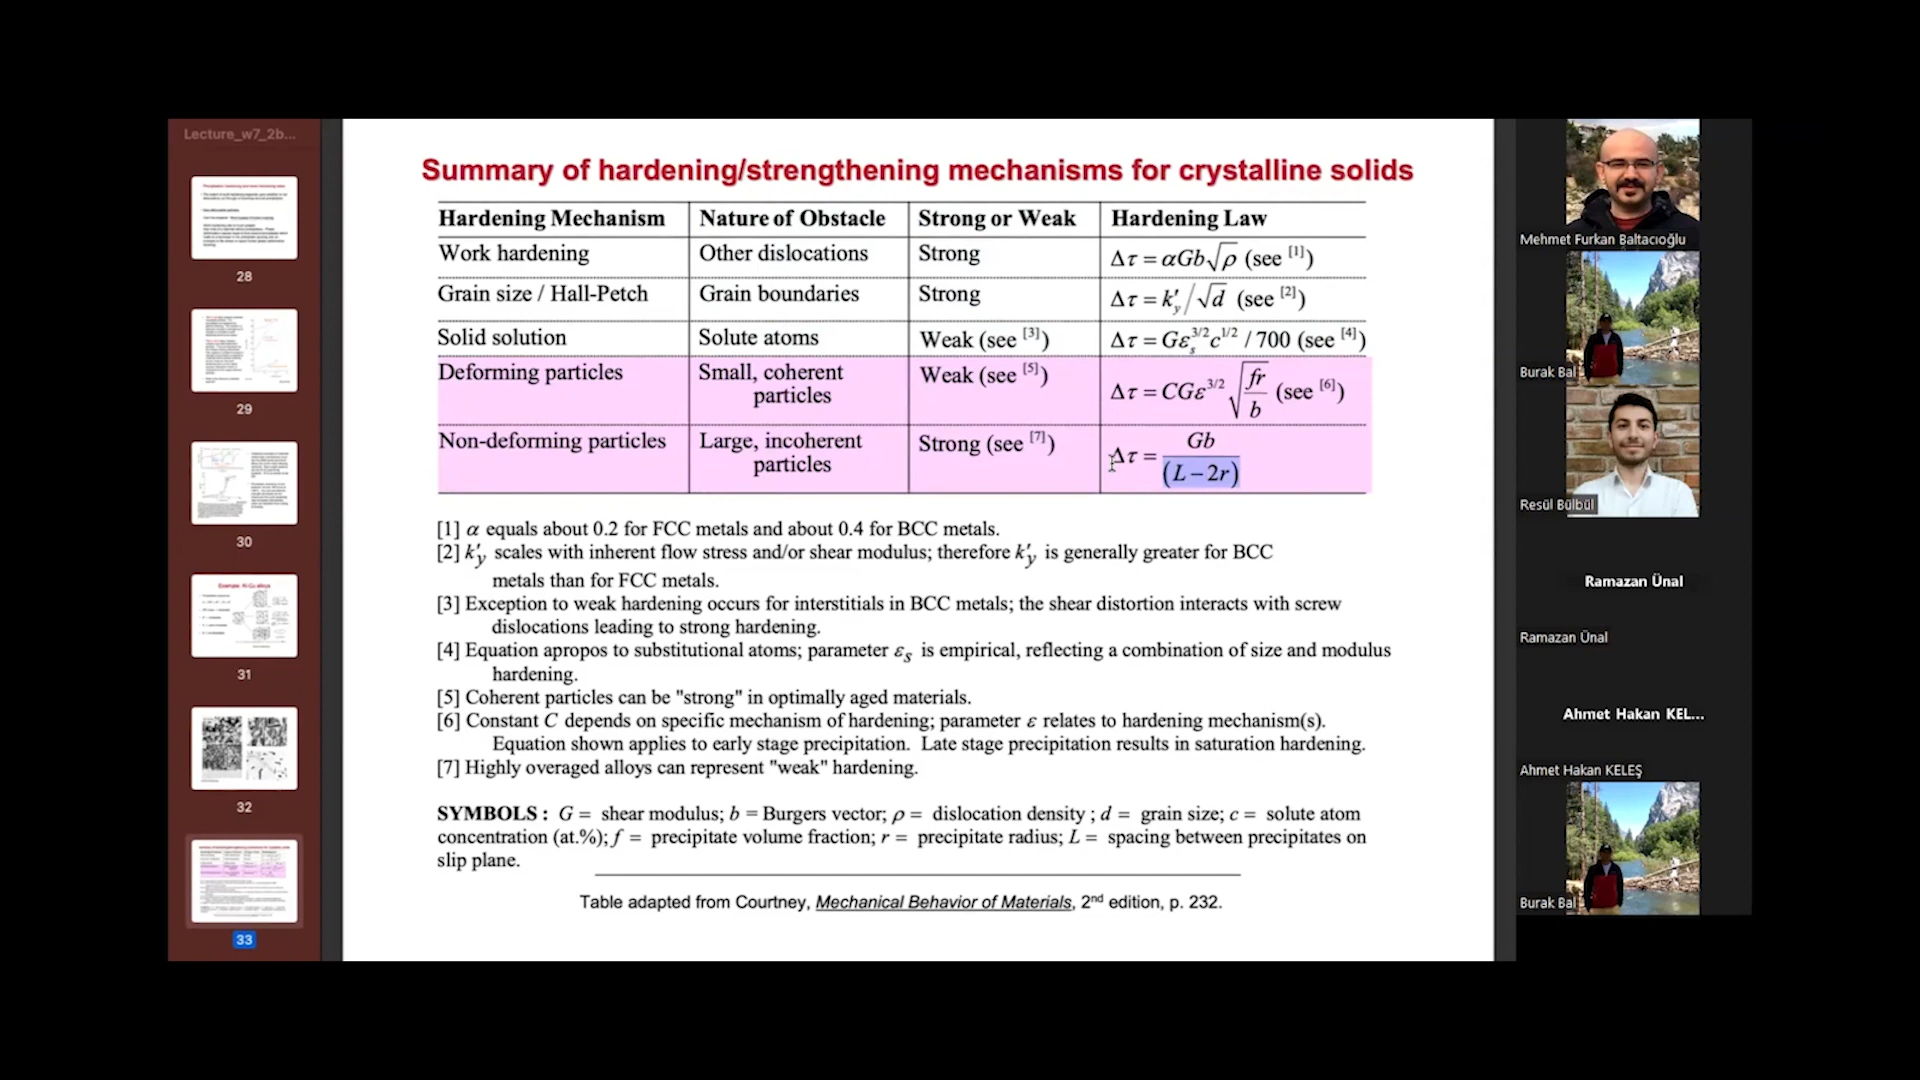 Lecture_w7_2b...
28
29
Example: Al-Cu alloys
30
31
32
33
Summary of hardening/strengthening mechanisms for crystalline solids
Hardening Mechanism Nature of Obstacle Strong or Weak Hardening Law
Work hardening Other dislocations Strong Δτ = αGb√ρ (see [1])
Grain size / Hall-Petch Grain boundaries Strong Δτ = k′y/√d (see [2])
Solid solution Solute atoms Weak (see [3]) Δτ = Gεs^3/2 c^1/2 / 700 (see [4])
Deforming particles Small, coherent particles Weak (see [5]) Δτ = CGε^3/2 √(fr/b) (see [6])
Non-deforming particles Large, incoherent particles Strong (see [7]) Δτ = Gb/(L−2r)
[1] α equals about 0.2 for FCC metals and about 0.4 for BCC metals.
[2] k′y scales with inherent flow stress and/or shear modulus; therefore k′y is generally greater for BCC
metals than for FCC metals.
[3] Exception to weak hardening occurs for interstitials in BCC metals; the shear distortion interacts with screw
dislocations leading to strong hardening.
[4] Equation apropos to substitutional atoms; parameter εs is empirical, reflecting a combination of size and modulus
hardening.
[5] Coherent particles can be "strong" in optimally aged materials.
[6] Constant C depends on specific mechanism of hardening; parameter ε relates to hardening mechanism(s).
Equation shown applies to early stage precipitation. Late stage precipitation results in saturation hardening.
[7] Highly overaged alloys can represent "weak" hardening.
SYMBOLS : G = shear modulus; b = Burgers vector; ρ = dislocation density ; d = grain size; c = solute atom
concentration (at.%); f = precipitate volume fraction; r = precipitate radius; L = spacing between precipitates on
slip plane.
Table adapted from Courtney, Mechanical Behavior of Materials, 2nd edition, p. 232.
Mehmet Furkan Baltacıoğlu
Burak Bal
Resül Bülbül
Ramazan Ünal
Ramazan Ünal
Ahmet Hakan KEL...
Ahmet Hakan KELEŞ
Burak Bal